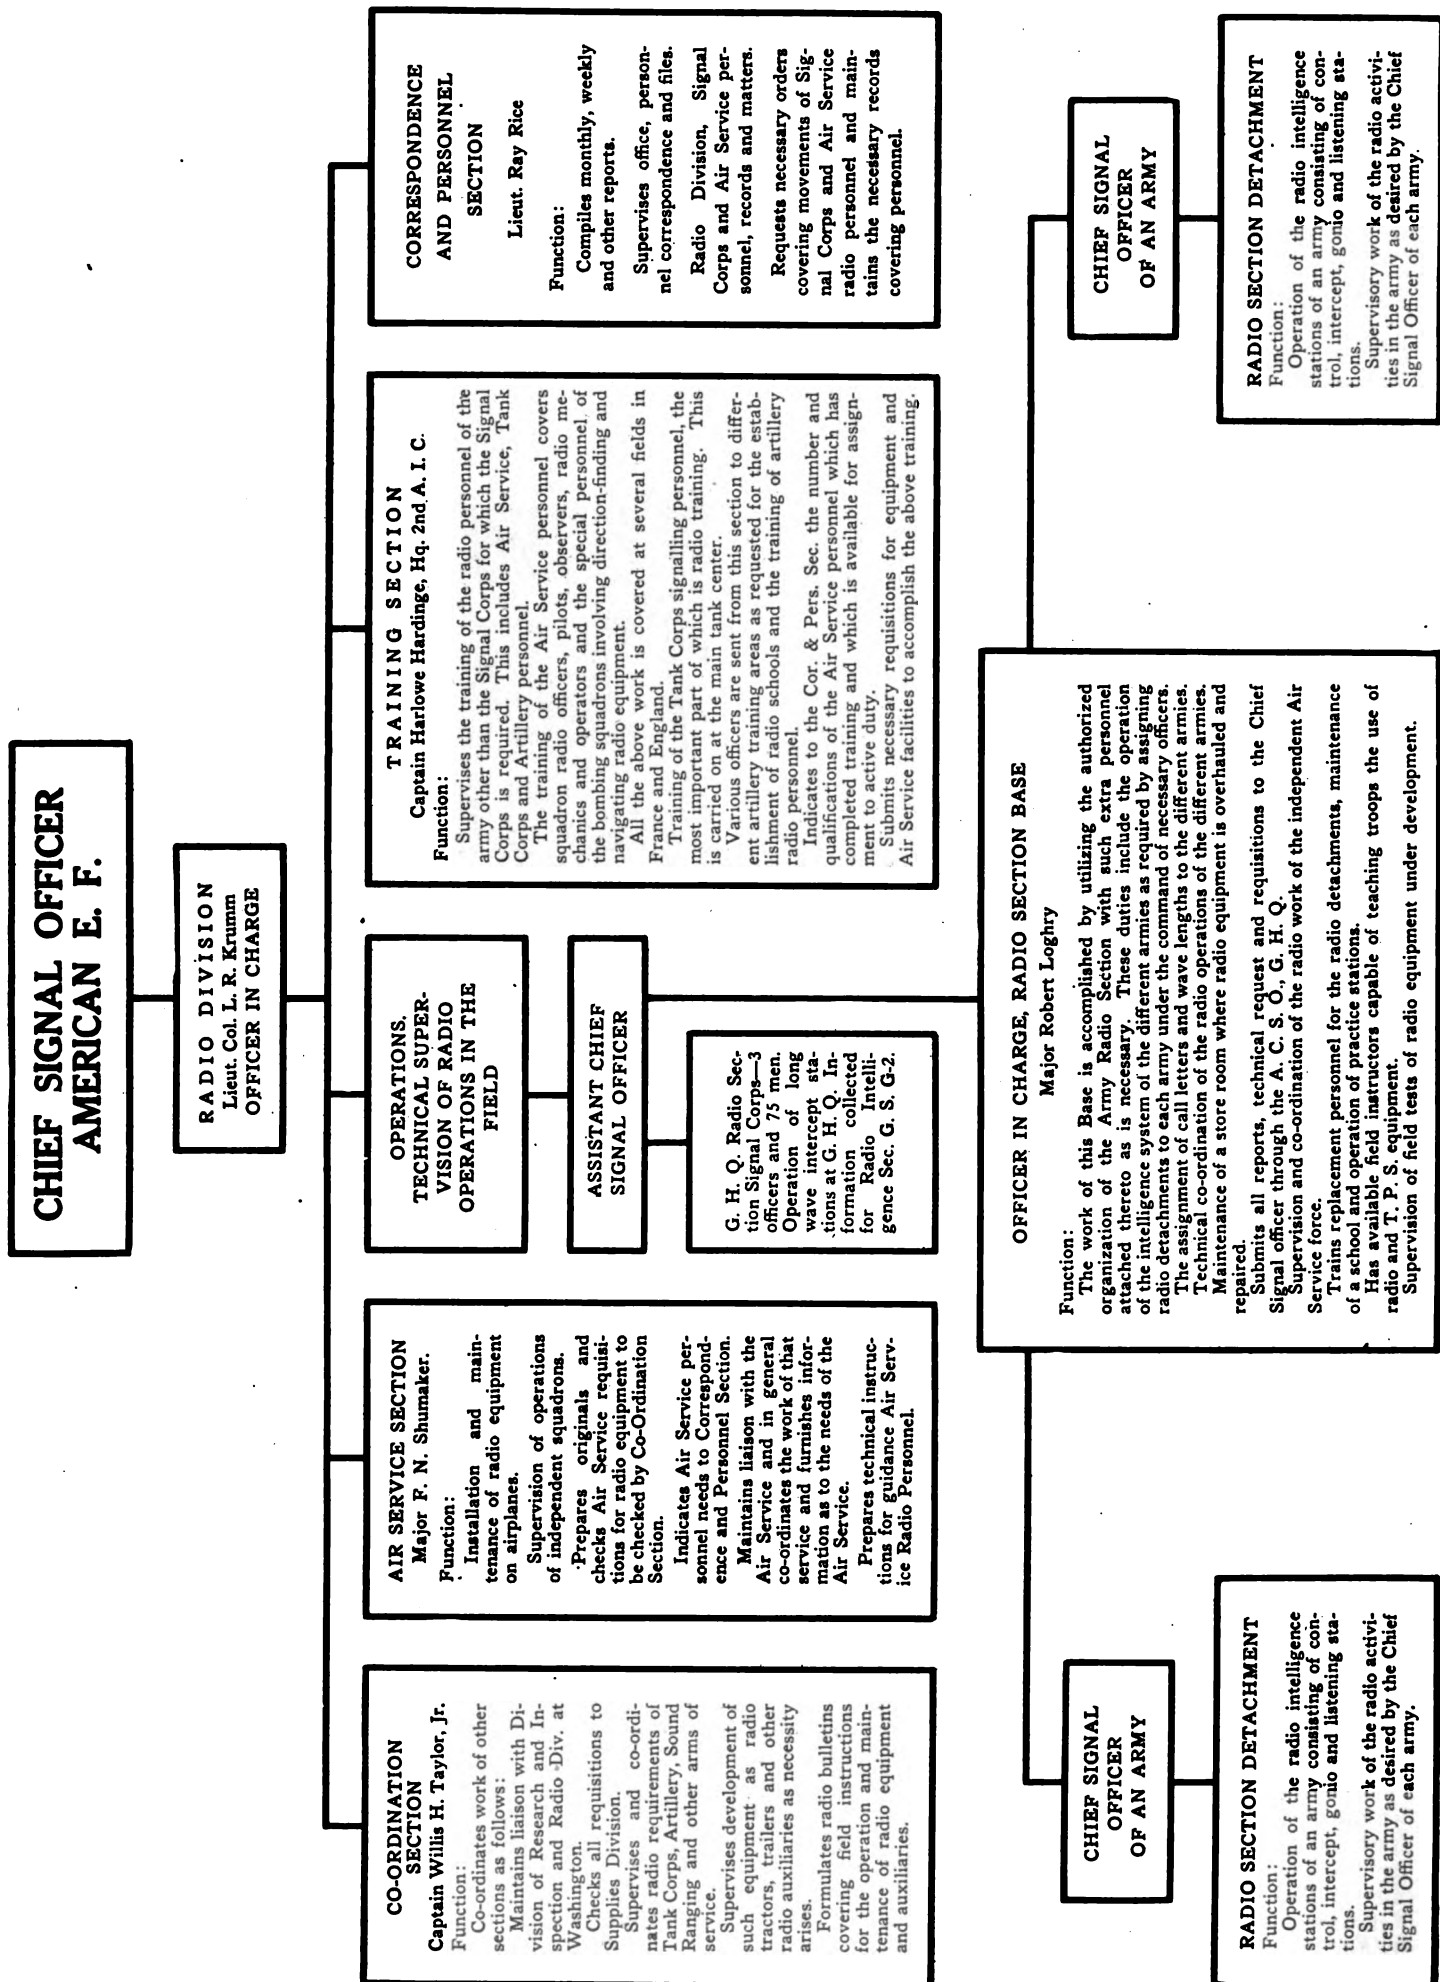 CHIEF SIGNAL OFFICER
AMERICAN E. F.
RADIO DIVISION
Lieut. Col. L. R. Krumm
OFFICER IN CHARGE
CO-ORDINATION
SECTION
Captain Willis H. Taylor, Jr.
Function:
Co-ordinates work of other
sections as follows:
Maintains liaison with Di-
vision of Research and In-
spection and Radio Div. at
Washington.
Checks all requisitions to
Supplies Division.
Supervises and co-ordi-
nates radio requirements of
Tank Corps, Artillery, Sound
Ranging and other arms of
service.
Supervises development of
such equipment as radio
tractors, trailers and other
radio auxiliaries as necessity
arises.
Formulates radio bulletins
covering field instructions
for the operation and main-
tenance of radio equipment
and auxiliaries.
AIR SERVICE SECTION
Major F. N. Shumaker.
Function:
Installation and main-
tenance of radio equipment
on airplanes.
Supervision of operations
of independent squadrons.
Prepares originals and
checks Air Service requisi-
tions for radio equipment to
be checked by Co-Ordination
Section.
Indicates Air Service per-
sonnel needs to Correspond-
ence and Personnel Section.
Maintains liaison with the
Air Service and in general
co-ordinates the work of that
service and furnishes infor-
mation as to the needs of the
Air Service.
Prepares technical instruc-
tions for guidance Air Serv-
ice Radio Personnel.
OPERATIONS.
TECHNICAL SUPER-
VISION OF RADIO
OPERATIONS IN THE
FIELD
ASSISTANT CHIEF
SIGNAL OFFICER
G. H. Q. Radio Sec-
tion Signal Corps—3
officers and 75 men.
Operation of long
wave intercept sta-
tions at G. H. Q. In-
formation collected
for Radio Intelli-
gence Sec. G. S. G-2.
TRAINING SECTION
Captain Harlowe Hardinge, Hq. 2nd A. I. C.
Function:
Supervises the training of the radio personnel of the
army other than the Signal Corps for which the Signal
Corps is required. This includes Air Service, Tank
Corps and Artillery personnel.
The training of the Air Service personnel covers
squadron radio officers, pilots, observers, radio me-
chanics and operators and the special personnel of
the bombing squadrons involving direction-finding and
navigating radio equipment.
All the above work is covered at several fields in
France and England.
Training of the Tank Corps signalling personnel, the
most important part of which is radio training. This
is carried on at the main tank center.
Various officers are sent from this section to differ-
ent artillery training areas as requested for the estab-
lishment of radio schools and the training of artillery
radio personnel.
Indicates to the Cor. & Pers. Sec. the number and
qualifications of the Air Service personnel which has
completed training and which is available for assign-
ment to active duty.
Submits necessary requisitions for equipment and
Air Service facilities to accomplish the above training.
CORRESPONDENCE
AND PERSONNEL
SECTION
Lieut. Ray Rice
Function:
Compiles monthly, weekly
and other reports.
Supervises office, person-
nel correspondence and files.
Radio Division, Signal
Corps and Air Service per-
sonnel, records and matters.
Requests necessary orders
covering movements of Sig-
nal Corps and Air Service
radio personnel and main-
tains the necessary records
covering personnel.
OFFICER IN CHARGE, RADIO SECTION BASE
Major Robert Loghry
Function:
The work of this Base is accomplished by utilizing the authorized
organization of the Army Radio Section with such extra personnel
attached thereto as is necessary. These duties include the operation
of the intelligence system of the different armies as required by assigning
radio detachments to each army under the command of necessary officers.
The assignment of call letters and wave lengths to the different armies.
Technical co-ordination of the radio operations of the different armies.
Maintenance of a store room where radio equipment is overhauled and
repaired.
Submits all reports, technical request and requisitions to the Chief
Signal officer through the A. C. S. O., G. H. Q.
Supervision and co-ordination of the radio work of the independent Air
Service force.
Trains replacement personnel for the radio detachments, maintenance
of a school and operation of practice stations.
Has available field instructors capable of teaching troops the use of
radio and T. P. S. equipment.
Supervision of field tests of radio equipment under development.
CHIEF SIGNAL
OFFICER
OF AN ARMY
RADIO SECTION DETACHMENT
Function:
Operation of the radio intelligence
stations of an army consisting of con-
trol, intercept, gonio and listening sta-
tions.
Supervisory work of the radio activi-
ties in the army as desired by the Chief
Signal Officer of each army.
CHIEF SIGNAL
OFFICER
OF AN ARMY
RADIO SECTION DETACHMENT
Function:
Operation of the radio intelligence
stations of an army consisting of con-
trol, intercept, gonio and listening sta-
tions.
Supervisory work of the radio activi-
ties in the army as desired by the Chief
Signal Officer of each army.